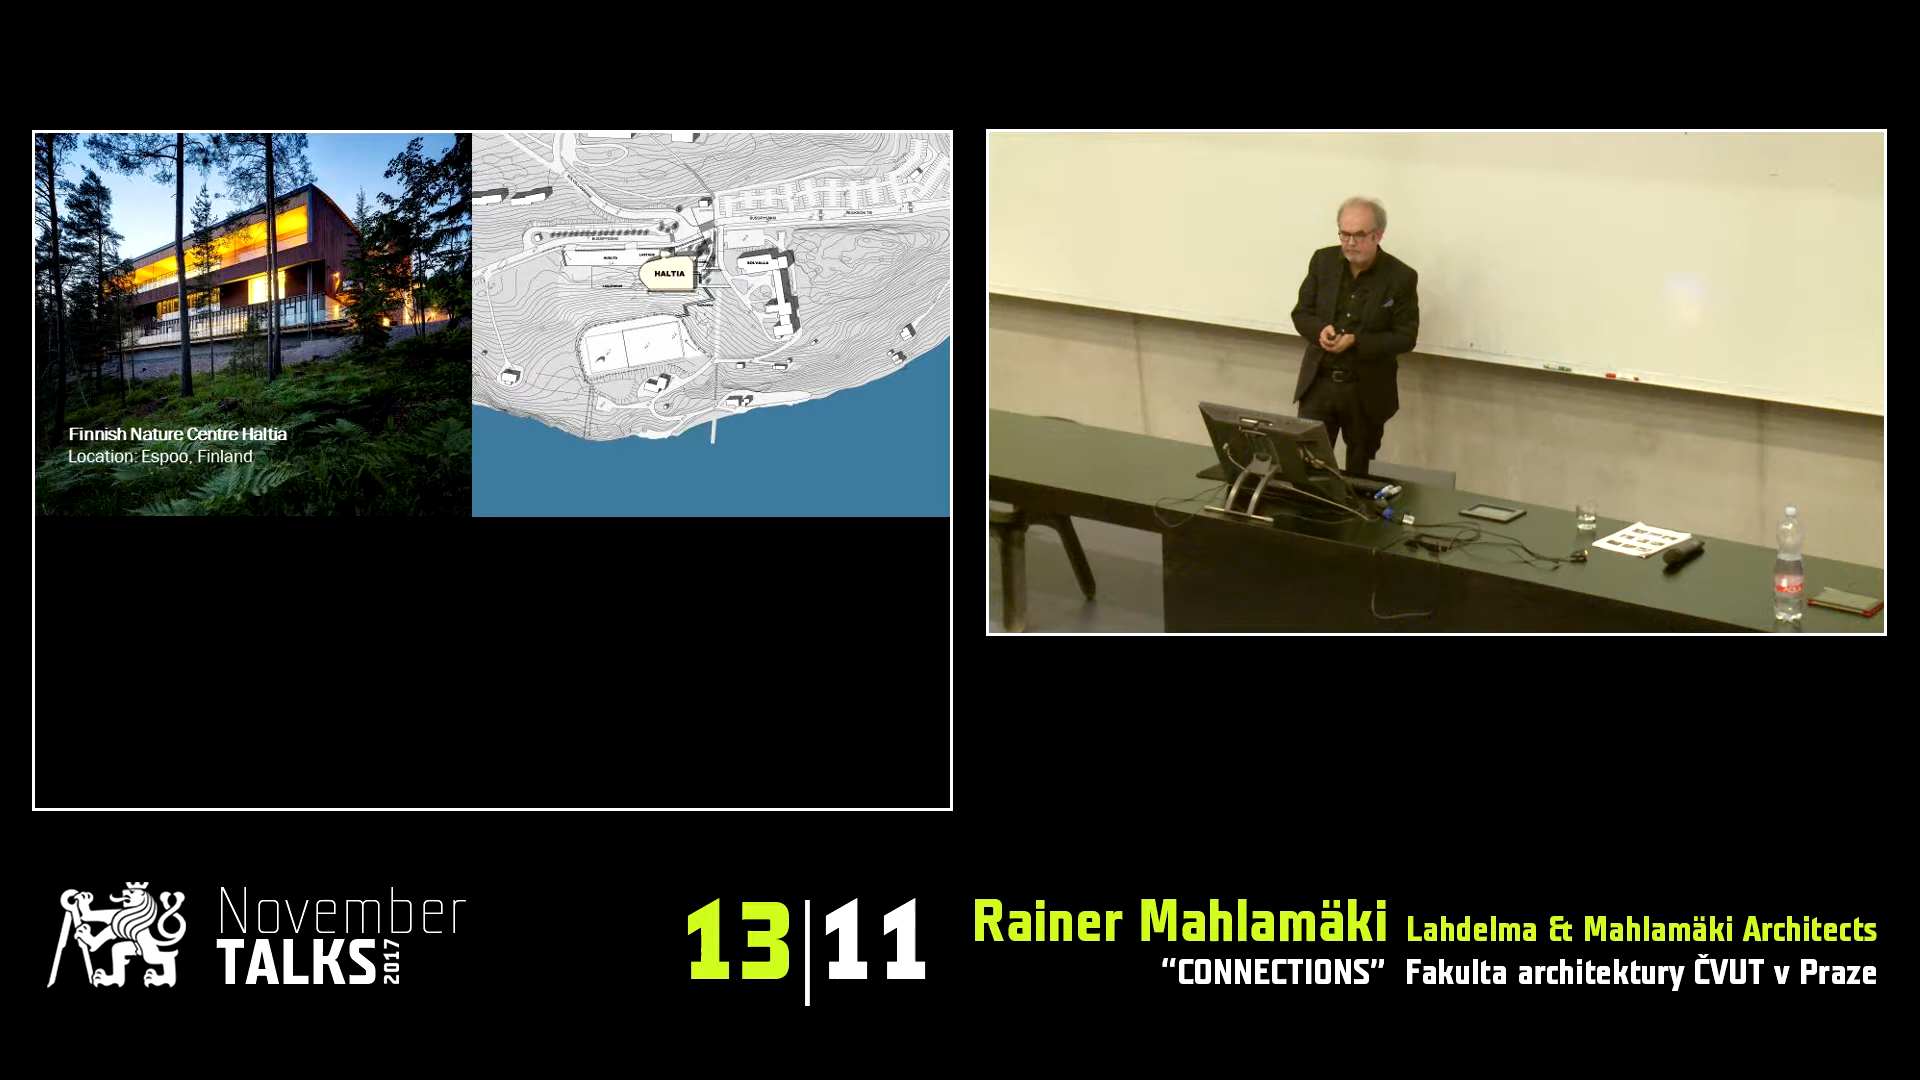 Finnish Nature Centre Haltia
Location: Espoo, Finland
HALTIA
SOLVALLA
November
TALKS 2017
13|11
Rainer Mahlamäki Lahdelma & Mahlamäki Architects
“CONNECTIONS” Fakulta architektury ČVUT v Praze